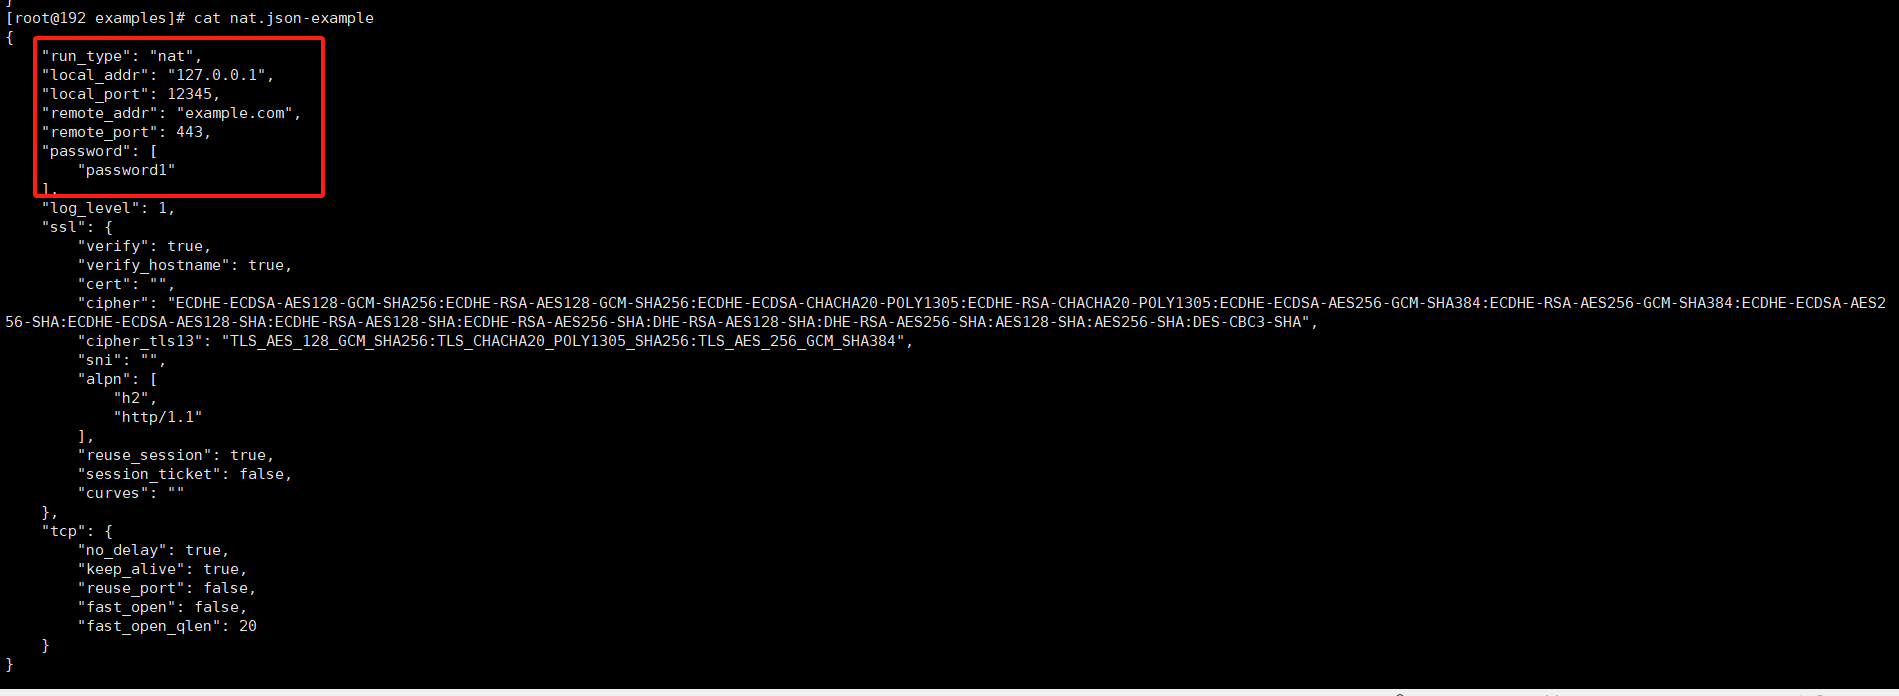 }
[root@192 examples]# cat nat.json-example
{
    "run_type": "nat",
    "local_addr": "127.0.0.1",
    "local_port": 12345,
    "remote_addr": "example.com",
    "remote_port": 443,
    "password": [
        "password1"
    ],
    "log_level": 1,
    "ssl": {
        "verify": true,
        "verify_hostname": true,
        "cert": "",
        "cipher": "ECDHE-ECDSA-AES128-GCM-SHA256:ECDHE-RSA-AES128-GCM-SHA256:ECDHE-ECDSA-CHACHA20-POLY1305:ECDHE-RSA-CHACHA20-POLY1305:ECDHE-ECDSA-AES256-GCM-SHA384:ECDHE-RSA-AES256-GCM-SHA384:ECDHE-ECDSA-AES2
56-SHA:ECDHE-ECDSA-AES128-SHA:ECDHE-RSA-AES128-SHA:ECDHE-RSA-AES256-SHA:DHE-RSA-AES128-SHA:DHE-RSA-AES256-SHA:AES128-SHA:AES256-SHA:DES-CBC3-SHA",
        "cipher_tls13": "TLS_AES_128_GCM_SHA256:TLS_CHACHA20_POLY1305_SHA256:TLS_AES_256_GCM_SHA384",
        "sni": "",
        "alpn": [
            "h2",
            "http/1.1"
        ],
        "reuse_session": true,
        "session_ticket": false,
        "curves": ""
    },
    "tcp": {
        "no_delay": true,
        "keep_alive": true,
        "reuse_port": false,
        "fast_open": false,
        "fast_open_qlen": 20
    }
}